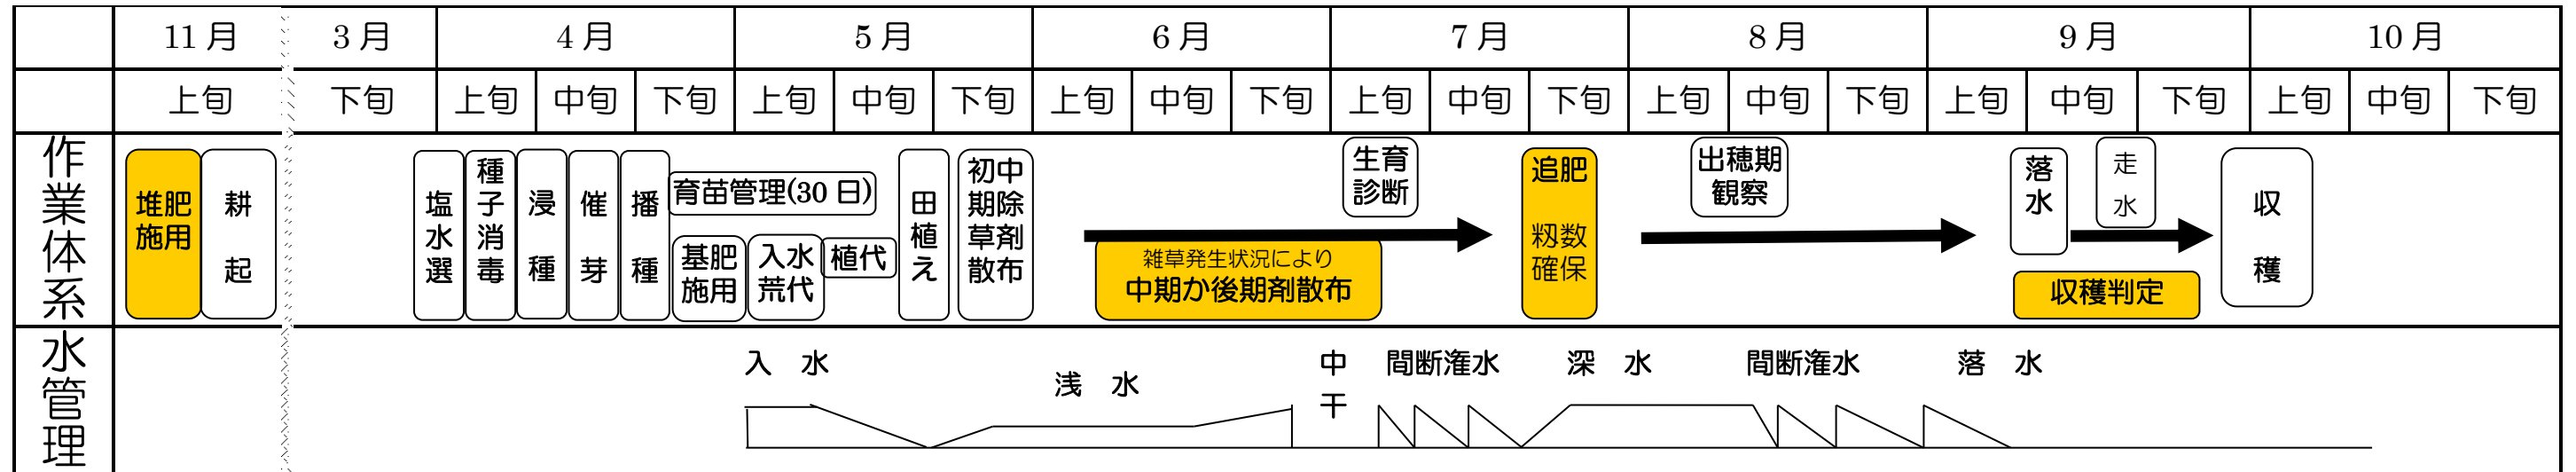 11 月 3 月 4 月 5 月 6 月 7 月 8 月 9 月 10 月
上旬 下旬 上旬 中旬 下旬 上旬 中旬 下旬 上旬 中旬 下旬 上旬 中旬 下旬 上旬 中旬 下旬 上旬 中旬 下旬 上旬 中旬 下旬
作業体系
堆肥
施用
耕起
塩水選
種子消毒
浸種
催芽
播種
育苗管理(30 日)
基肥
施用
入水
荒代
植代
田植え
初中
期除
草剤
散布
雑草発生状況により
中期か後期剤散布
生育
診断
追肥
籾数
確保
出穂期
観察
落水
走水
収穫判定
収穫
水管理
入 水
浅 水
中干
間断潅水
深 水
間断潅水
落 水